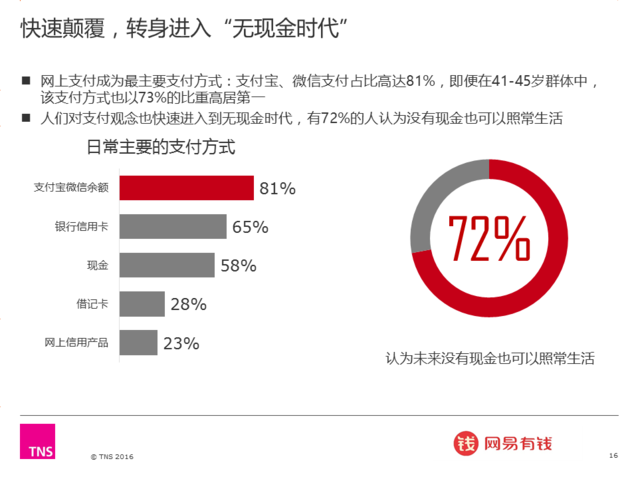 快速颠覆，转身进入“无现金时代”
■ 网上支付成为最主要支付方式：支付宝、微信支付占比高达81%，即便在41-45岁群体中，
该支付方式也以73%的比重高居第一
■ 人们对支付观念也快速进入到无现金时代，有72%的人认为没有现金也可以照常生活
日常主要的支付方式
支付宝微信余额 81%
银行信用卡 65%
现金 58%
借记卡 28%
网上信用产品 23%
72%
认为未来没有现金也可以照常生活
TNS
© TNS 2016
钱 网易有钱
16